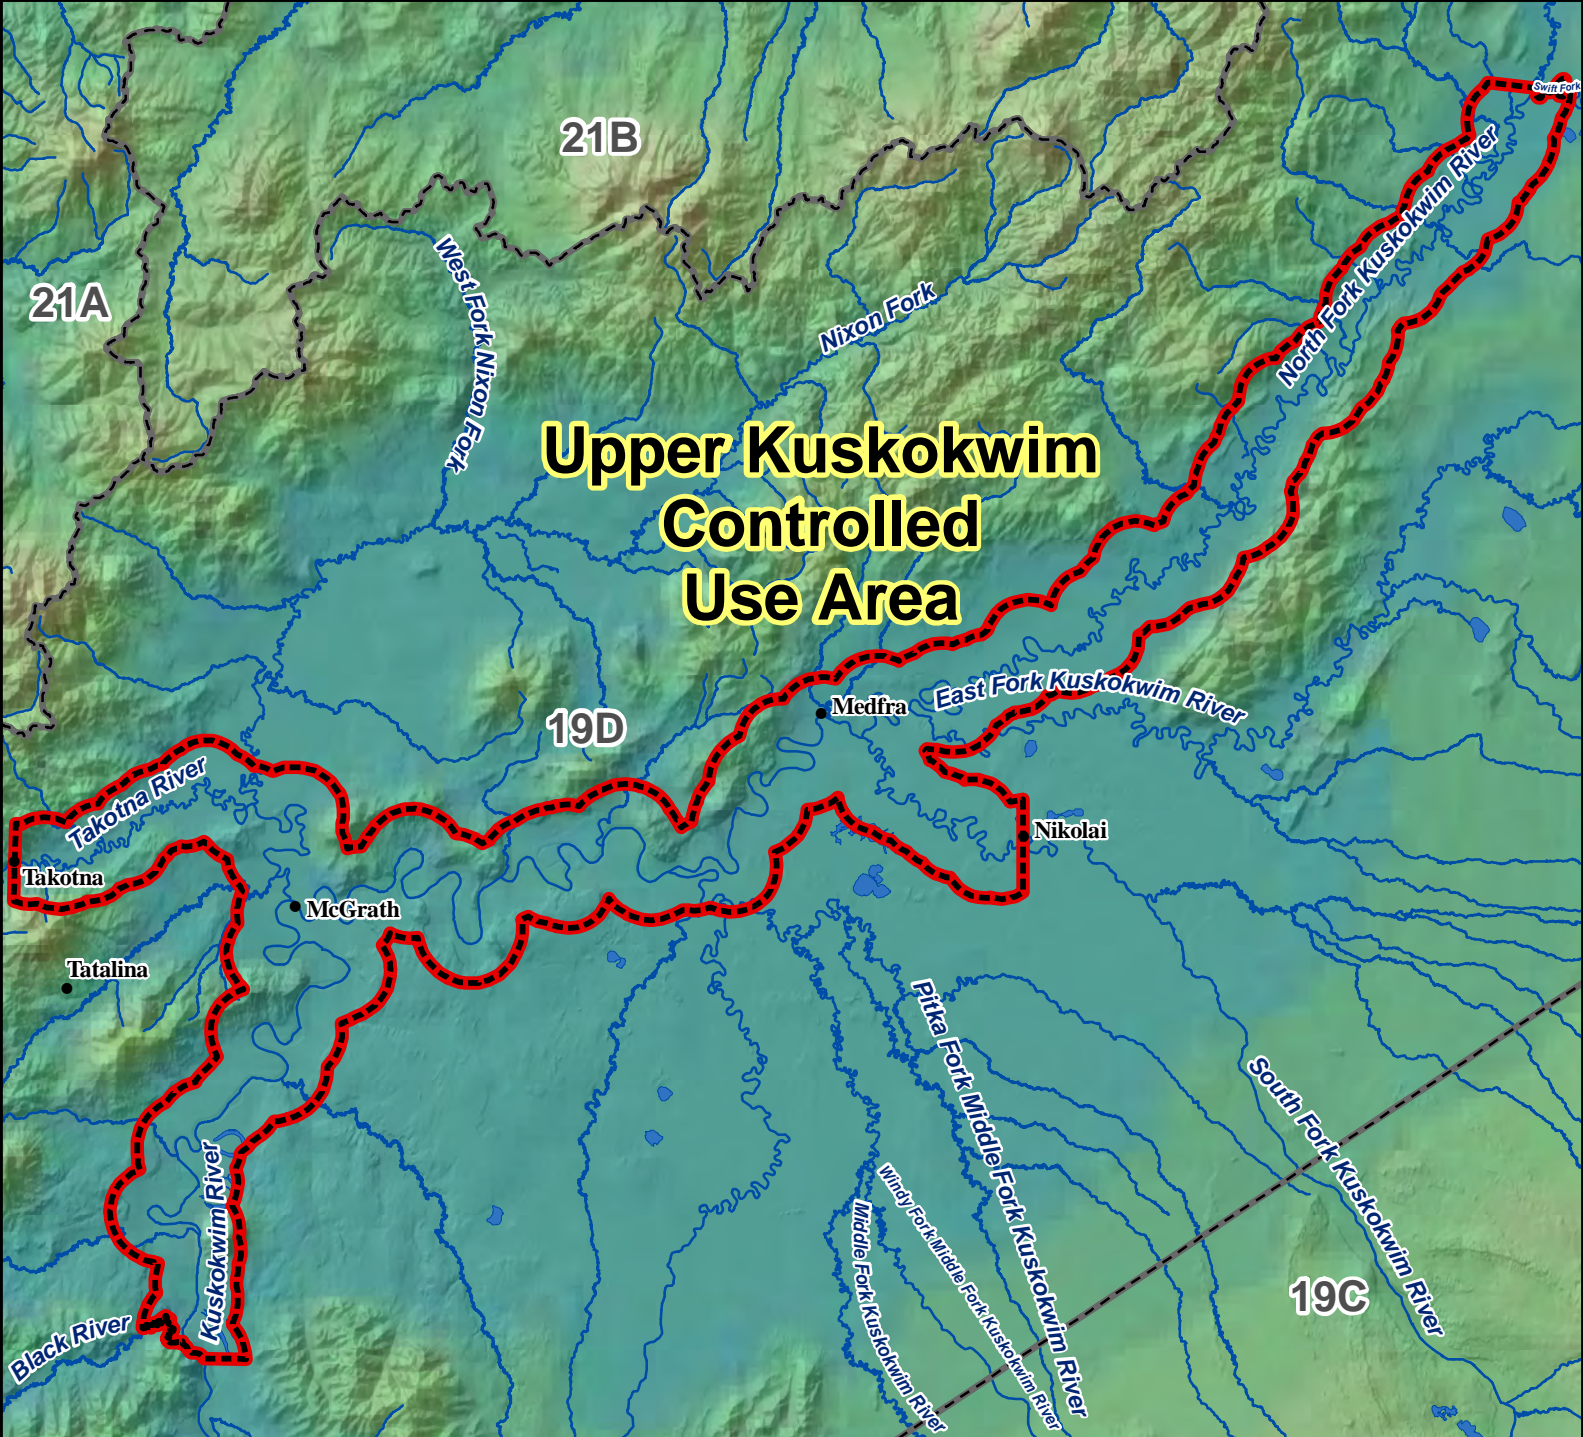 Swift Fork
21B
North Fork Kuskokwim River
West Fork Nixon Fork
21A
Nixon Fork
Upper Kuskokwim
Controlled
Use Area
East Fork Kuskokwim River
Medfra
19D
Takotna River
Nikolai
Takotna
McGrath
Tatalina
Pitka Fork Middle Fork Kuskokwim River
South Fork Kuskokwim River
Kuskokwim River
Windy Fork Middle Fork Kuskokwim River
Middle Fork Kuskokwim River
19C
Black River